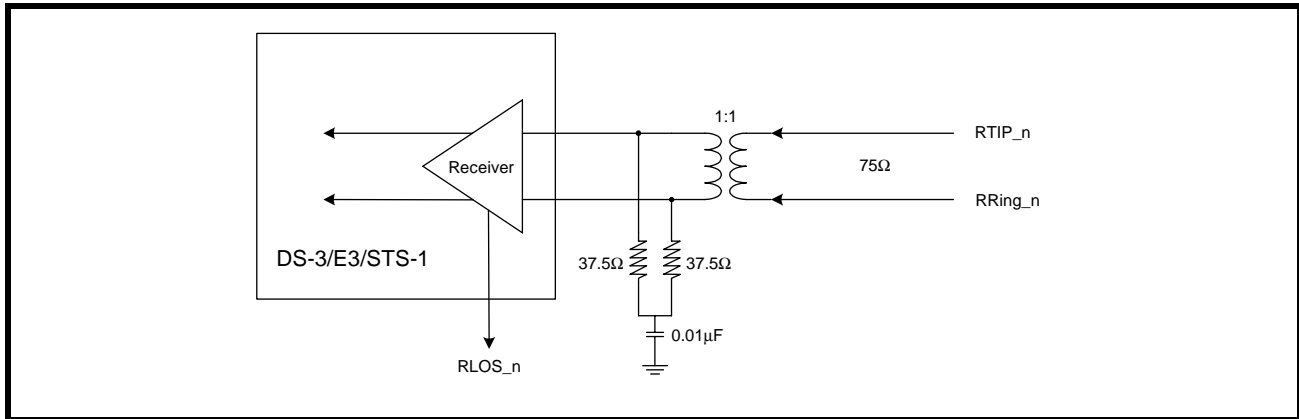 1:1
RTIP_n
Receiver
75Ω
RRing_n
DS-3/E3/STS-1
37.5Ω
37.5Ω
0.01μF
RLOS_n